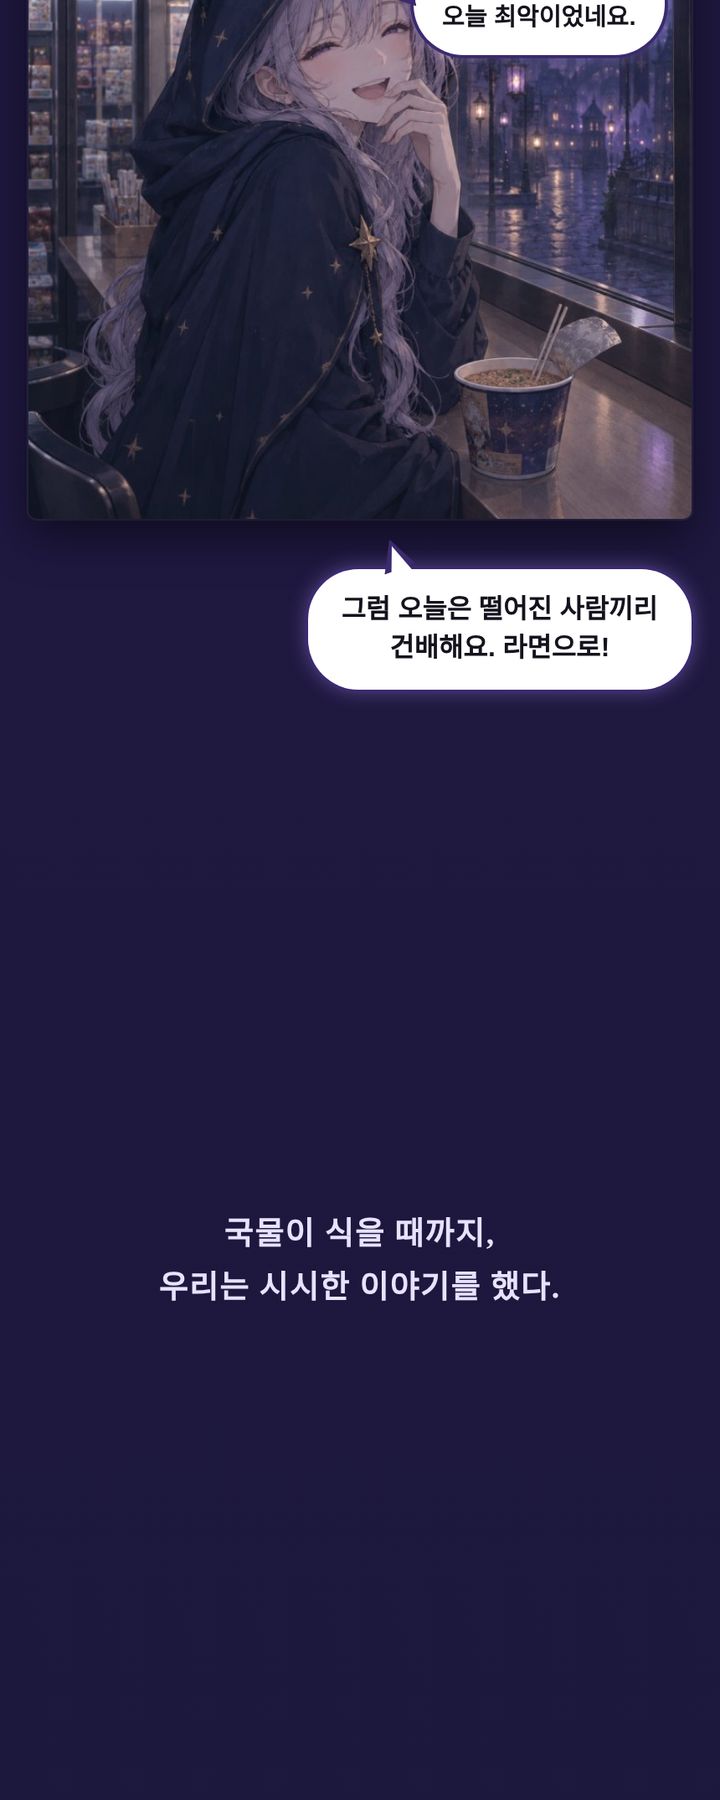 오늘 최악이었네요.
그럼 오늘은 떨어진 사람끼리
건배해요. 라면으로!
국물이 식을 때까지,
우리는 시시한 이야기를 했다.